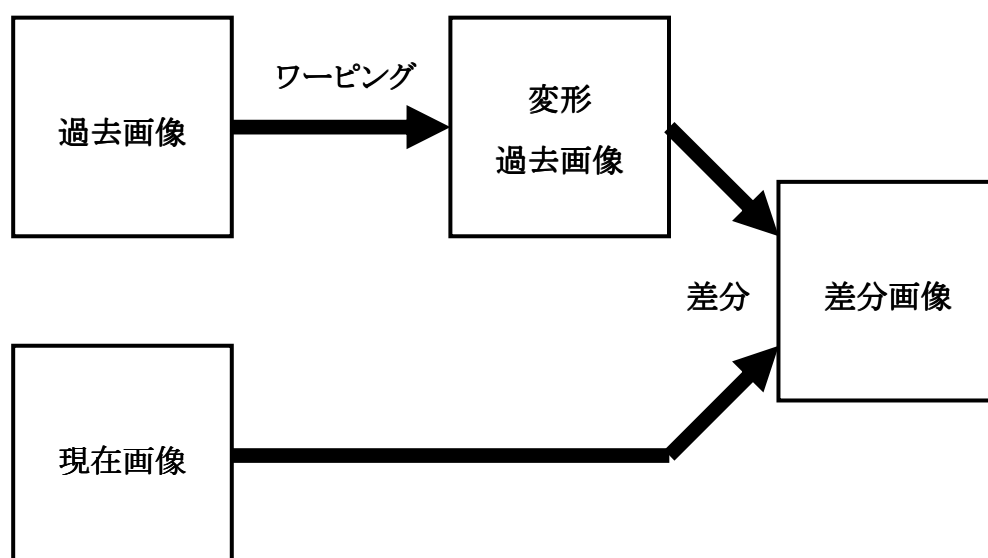 ワーピング
過去画像
変形
過去画像
差分
差分画像
現在画像